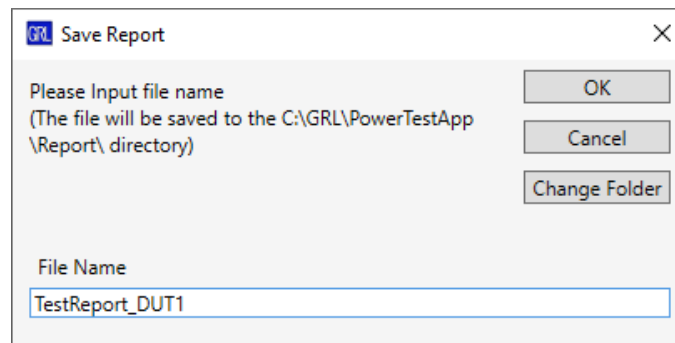 GRL Save Report
Please Input file name
(The file will be saved to the C:\GRL\PowerTestApp
\Report\ directory)
OK
Cancel
Change Folder
File Name
TestReport_DUT1